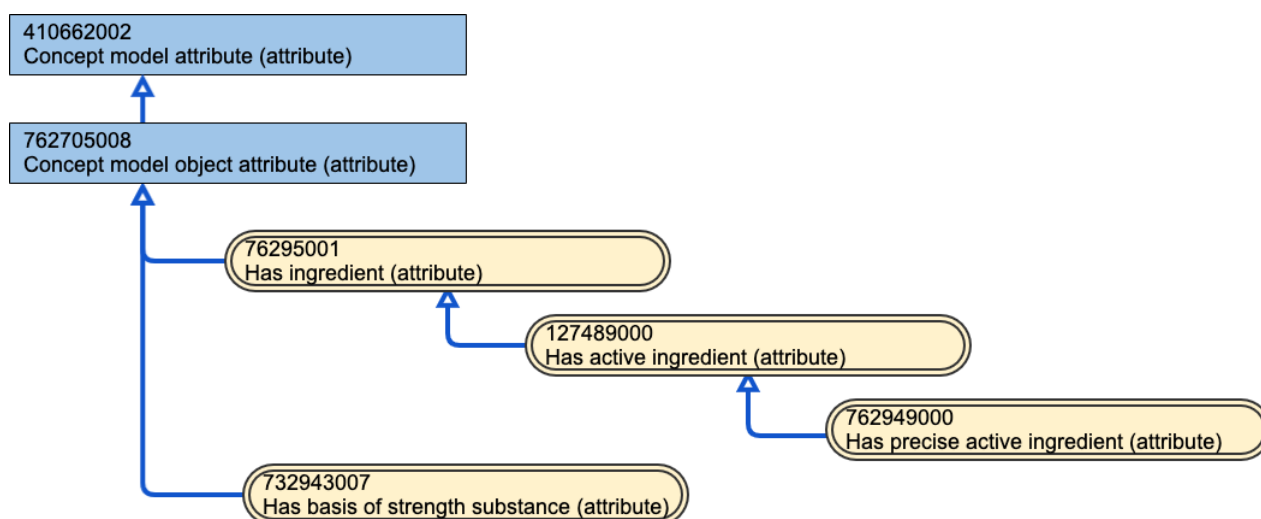 410662002
Concept model attribute (attribute)
762705008
Concept model object attribute (attribute)
76295001
Has ingredient (attribute)
127489000
Has active ingredient (attribute)
762949000
Has precise active ingredient (attribute)
732943007
Has basis of strength substance (attribute)